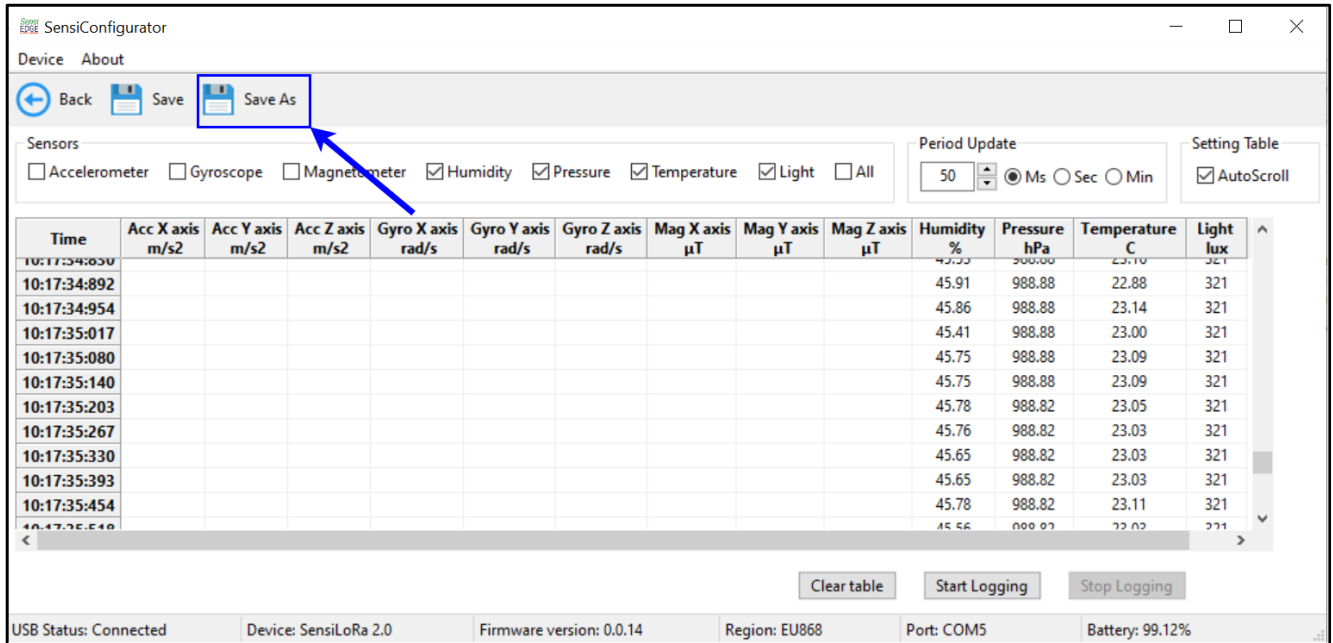 Sensi
EDGE SensiConfigurator
Device About
Back Save Save As
Sensors Period Update Setting Table
Accelerometer Gyroscope Magnetometer Humidity Pressure Temperature Light All 50 Ms Sec Min AutoScroll
Time Acc X axis Acc Y axis Acc Z axis Gyro X axis Gyro Y axis Gyro Z axis Mag X axis Mag Y axis Mag Z axis Humidity Pressure Temperature Light
m/s2 m/s2 m/s2 rad/s rad/s rad/s µT µT µT % hPa C lux
10:17:34:892 45.91 988.88 22.88 321
10:17:34:954 45.86 988.88 23.14 321
10:17:35:017 45.41 988.88 23.00 321
10:17:35:080 45.75 988.88 23.09 321
10:17:35:140 45.75 988.88 23.09 321
10:17:35:203 45.78 988.82 23.05 321
10:17:35:267 45.76 988.82 23.03 321
10:17:35:330 45.65 988.82 23.03 321
10:17:35:393 45.65 988.82 23.03 321
10:17:35:454 45.78 988.82 23.11 321
Clear table Start Logging Stop Logging
USB Status: Connected Device: SensiLoRa 2.0 Firmware version: 0.0.14 Region: EU868 Port: COM5 Battery: 99.12%